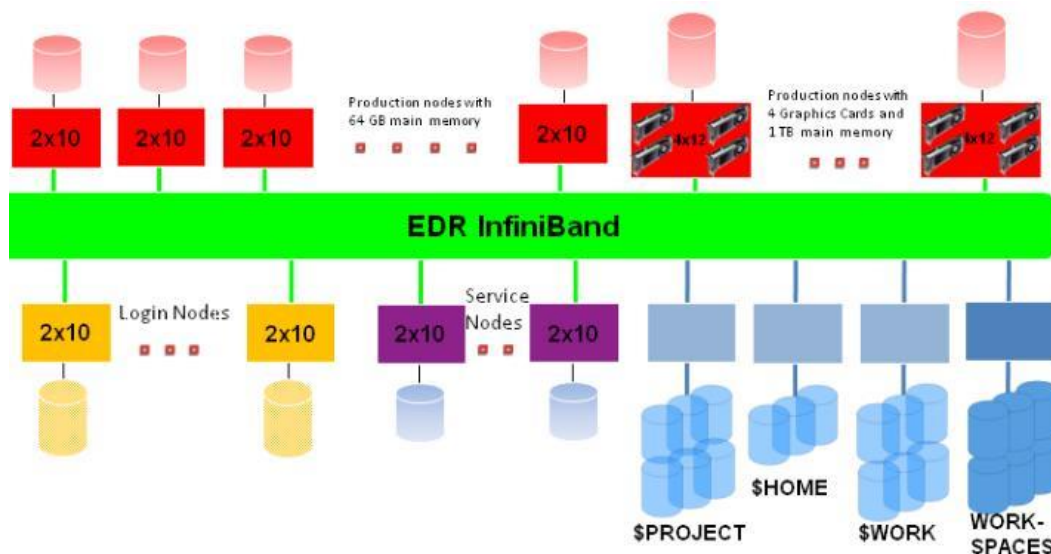 2x10
2x10
2x10
Production nodes with
64 GB main memory
2x10
4x12
Production nodes with
4 Graphics Cards and
1 TB main memory
4x12
EDR InfiniBand
2x10
Login Nodes
2x10
2x10
Service
Nodes
2x10
$PROJECT
$HOME
$WORK
WORK-
SPACES